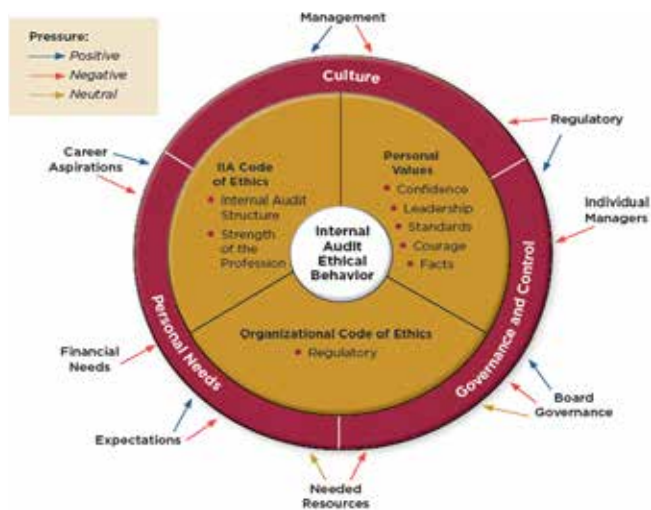 Management
Pressure:
Positive
Negative
Neutral
Culture
Regulatory
Career
Aspirations
IIA Code
of Ethics
Internal Audit
Structure
Strength
of the
Profession
Personal
Values
Confidence
Leadership
Standards
Courage
Facts
Individual
Managers
Internal
Audit
Ethical
Behavior
Organizational Code of Ethics
Regulatory
Personal Needs
Governance and Control
Financial
Needs
Board
Governance
Expectations
Needed
Resources